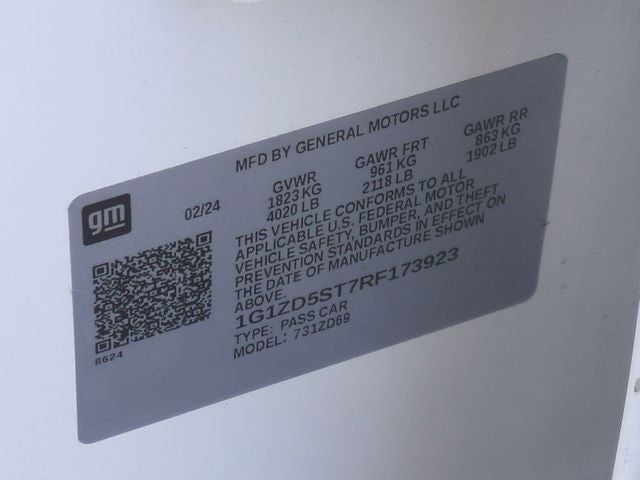 MFD BY GENERAL MOTORS LLC
gm
02/24
GVWR GAWR FRT GAWR RR
1823 KG 961 KG 863 KG
4020 LB 2118 LB 1902 LB
THIS VEHICLE CONFORMS TO ALL
APPLICABLE U.S. FEDERAL MOTOR
VEHICLE SAFETY, BUMPER, AND THEFT
PREVENTION STANDARDS IN EFFECT ON
THE DATE OF MANUFACTURE SHOWN
ABOVE.
1G1ZD5ST7RF173923
TYPE: PASS CAR
MODEL: 731ZD69
8624